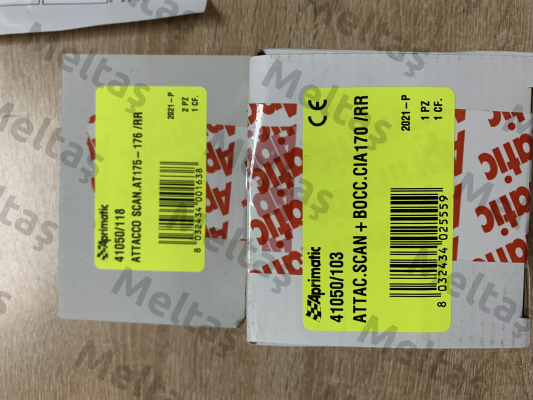 Aprimatic
41050/118
ATTACCO SCAN.AT175-176 /RR
8 032434 001638
2021-P
2 PZ
1 CF.
Aprimatic
41050/103
ATTAC.SCAN + BOCC.CIA170 /RR
8 032434 025559
CE
2021-P
1 PZ
1 CF.
Meltaş